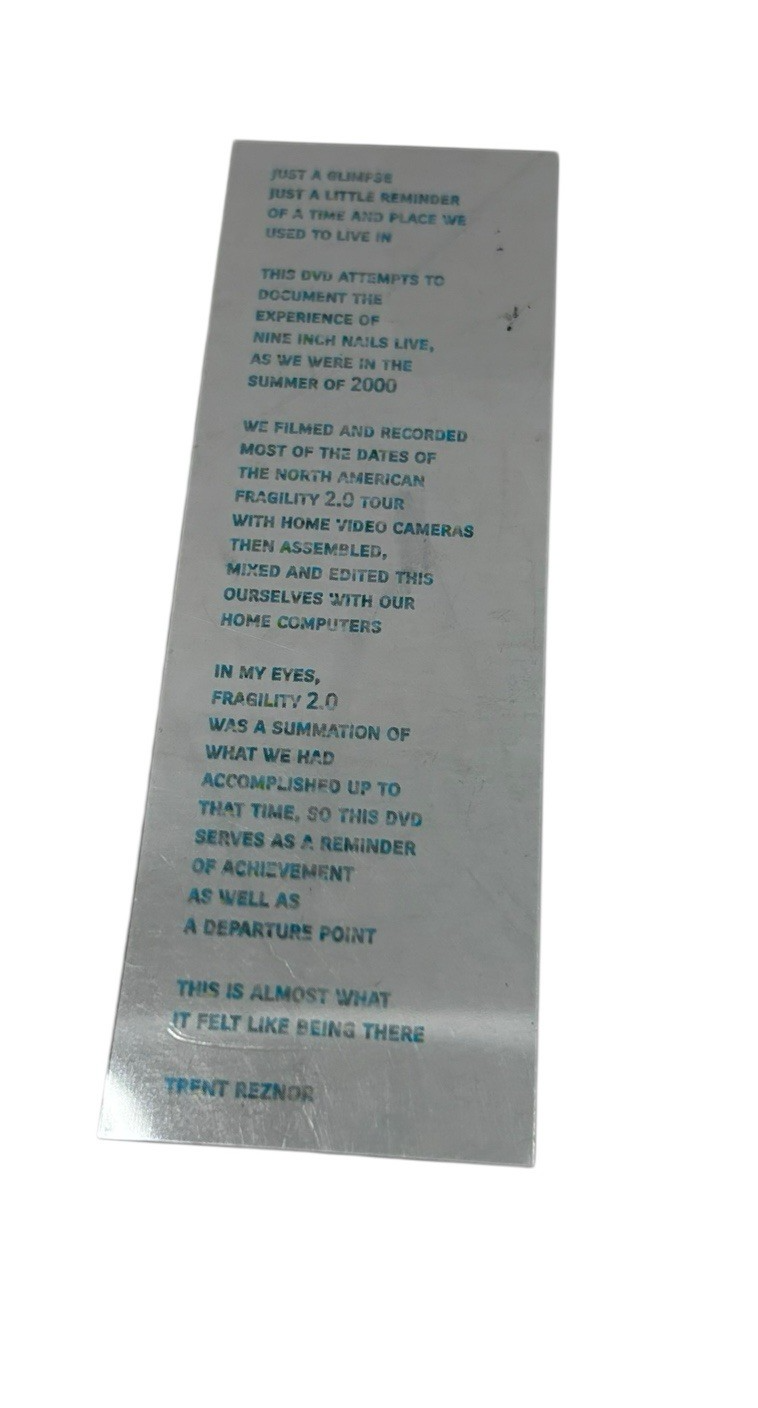 JUST A GLIMPSE
JUST A LITTLE REMINDER
OF A TIME AND PLACE WE
USED TO LIVE IN
THIS DVD ATTEMPTS TO
DOCUMENT THE
EXPERIENCE OF
NINE INCH NAILS LIVE,
AS WE WERE IN THE
SUMMER OF 2000
WE FILMED AND RECORDED
MOST OF THE DATES OF
THE NORTH AMERICAN
FRAGILITY 2.0 TOUR
WITH HOME VIDEO CAMERAS
THEN ASSEMBLED,
MIXED AND EDITED THIS
OURSELVES WITH OUR
HOME COMPUTERS
IN MY EYES,
FRAGILITY 2.0
WAS A SUMMATION OF
WHAT WE HAD
ACCOMPLISHED UP TO
THAT TIME, SO THIS DVD
SERVES AS A REMINDER
OF ACHIEVEMENT
AS WELL AS
A DEPARTURE POINT
THIS IS ALMOST WHAT
IT FELT LIKE BEING THERE
TRENT REZNOR